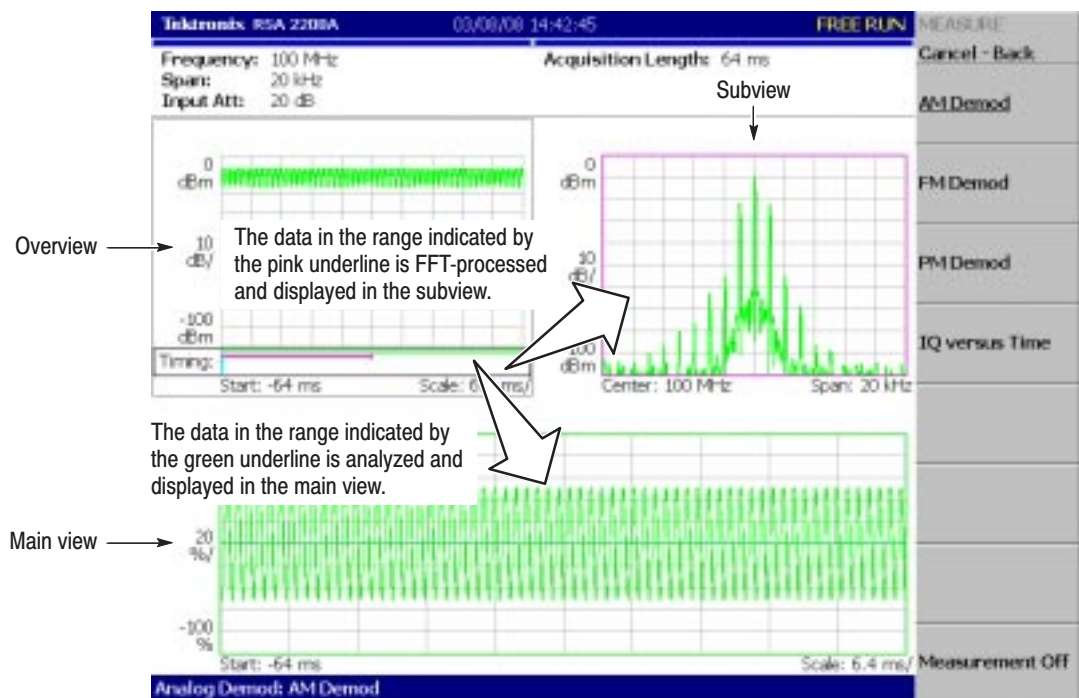 Tektronix RSA 2208A 03/08/08 14:42:45 FREE RUN
MEASURE
Frequency: 100 MHz
Span: 20 kHz
Input Att: 20 dB
Acquisition Length: 64 ms
Cancel - Back
Subview
AM Demod
FM Demod
PM Demod
IQ versus Time
Measurement Off
Overview
0
dBm
10
dB/
-100
dBm
The data in the range indicated by
the pink underline is FFT-processed
and displayed in the subview.
Timing:
Start: -64 ms
0
dBm
10
dB/
dBm
Center: 100 MHz Span: 20 kHz
The data in the range indicated by
the green underline is analyzed and
displayed in the main view.
Main view
20
%/
-100
%
Start: -64 ms Scale: 6.4 ms/
Analog Demod: AM Demod